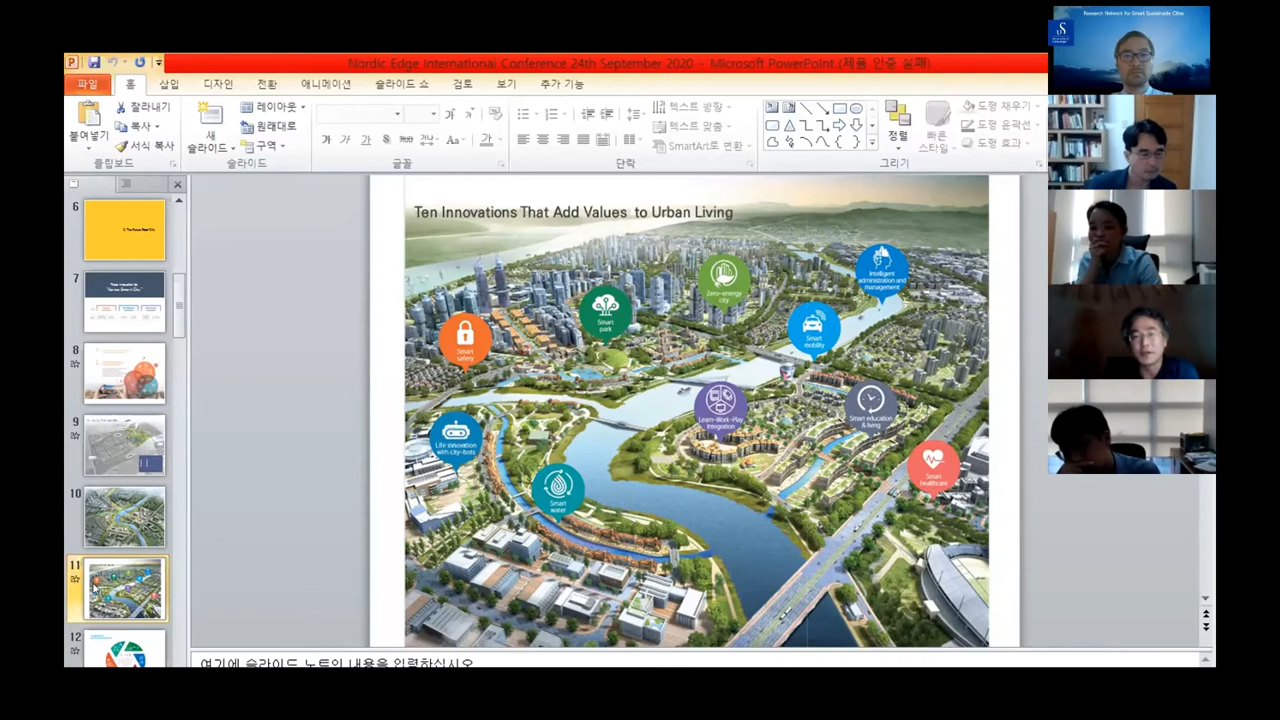 Research Network for Smart Sustainable Cities
Nordic Edge International Conference 24th September 2020 - Microsoft PowerPoint (제품 인증 실패)
파일
홈
삽입
디자인
전환
애니메이션
슬라이드 쇼
검토
보기
추가 기능
붙여넣기
잘라내기
복사
서식 복사
클립보드
새 슬라이드
레이아웃
원래대로
구역
슬라이드
글꼴
텍스트 방향
텍스트 맞춤
SmartArt로 변환
단락
정렬
빠른 스타일
도형 채우기
도형 윤곽선
도형 효과
그리기
6
7
8
9
10
11
12
Ten Innovations That Add Values to Urban Living
Intelligent
administration and
management
Zero-energy
city
Smart
park
Smart
mobility
Smart
safety
Learn-Work-Play
Integration
Smart education
& living
Life innovation
with city-bots
Smart
healthcare
Smart
water
여기에 슬라이드 노트의 내용을 입력하십시오